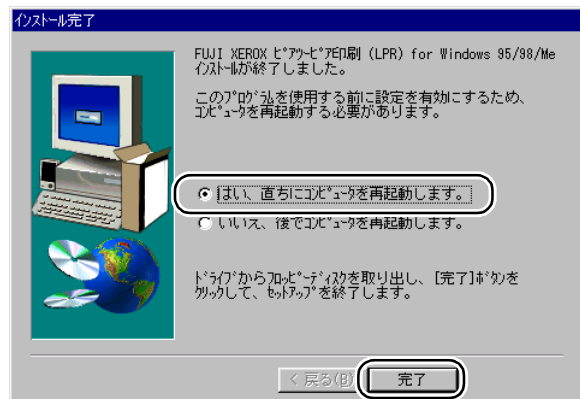 インストール完了
FUJI XEROX ピアツーピア印刷 (LPR) for Windows 95/98/Me
インストールが終了しました。
このプログラムを使用する前に設定を有効にするため、
コンピュータを再起動する必要があります。
はい、直ちにコンピュータを再起動します。
いいえ、後でコンピュータを再起動します。
ドライブからフロッピーディスクを取り出し、[完了]ボタンを
クリックして、セットアップを終了します。
< 戻る(B)
完了